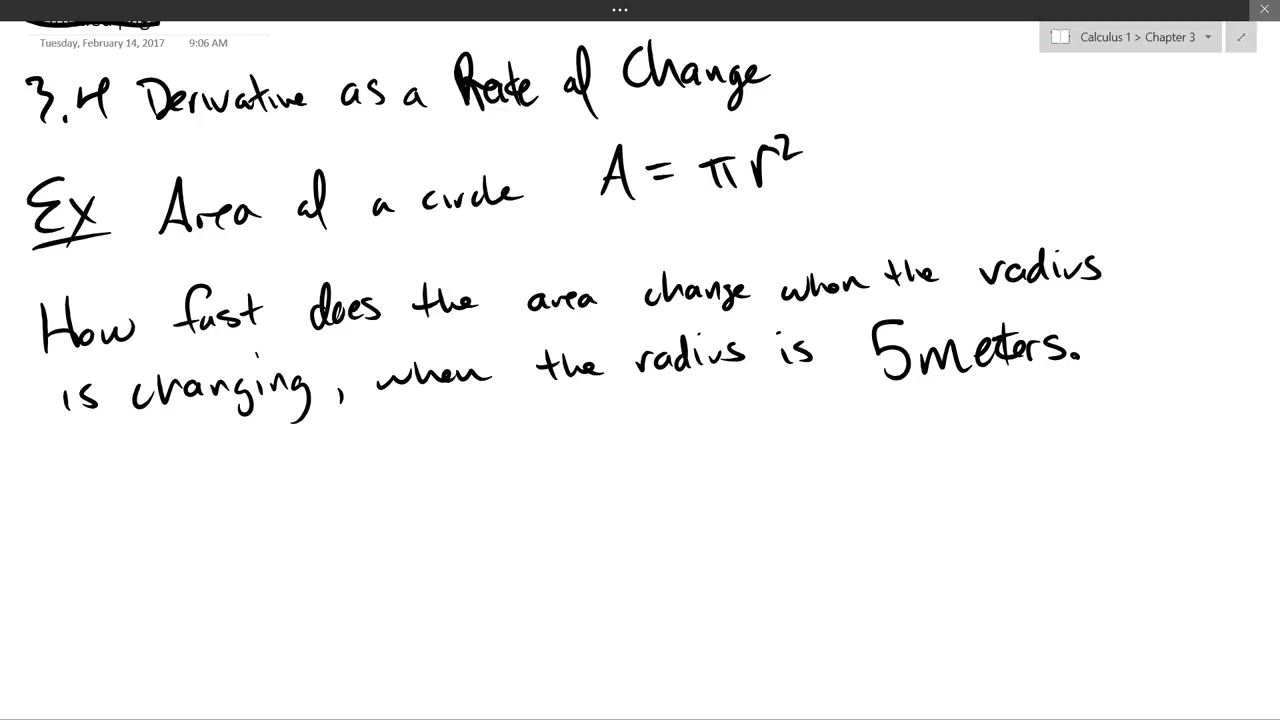 Tuesday, February 14, 2017 9:06 AM
Calculus 1 > Chapter 3
3.4 Derivative as a Rate of Change
Ex Area of a circle A = πr²
How fast does the area change when the radius
is changing, when the radius is 5 meters.